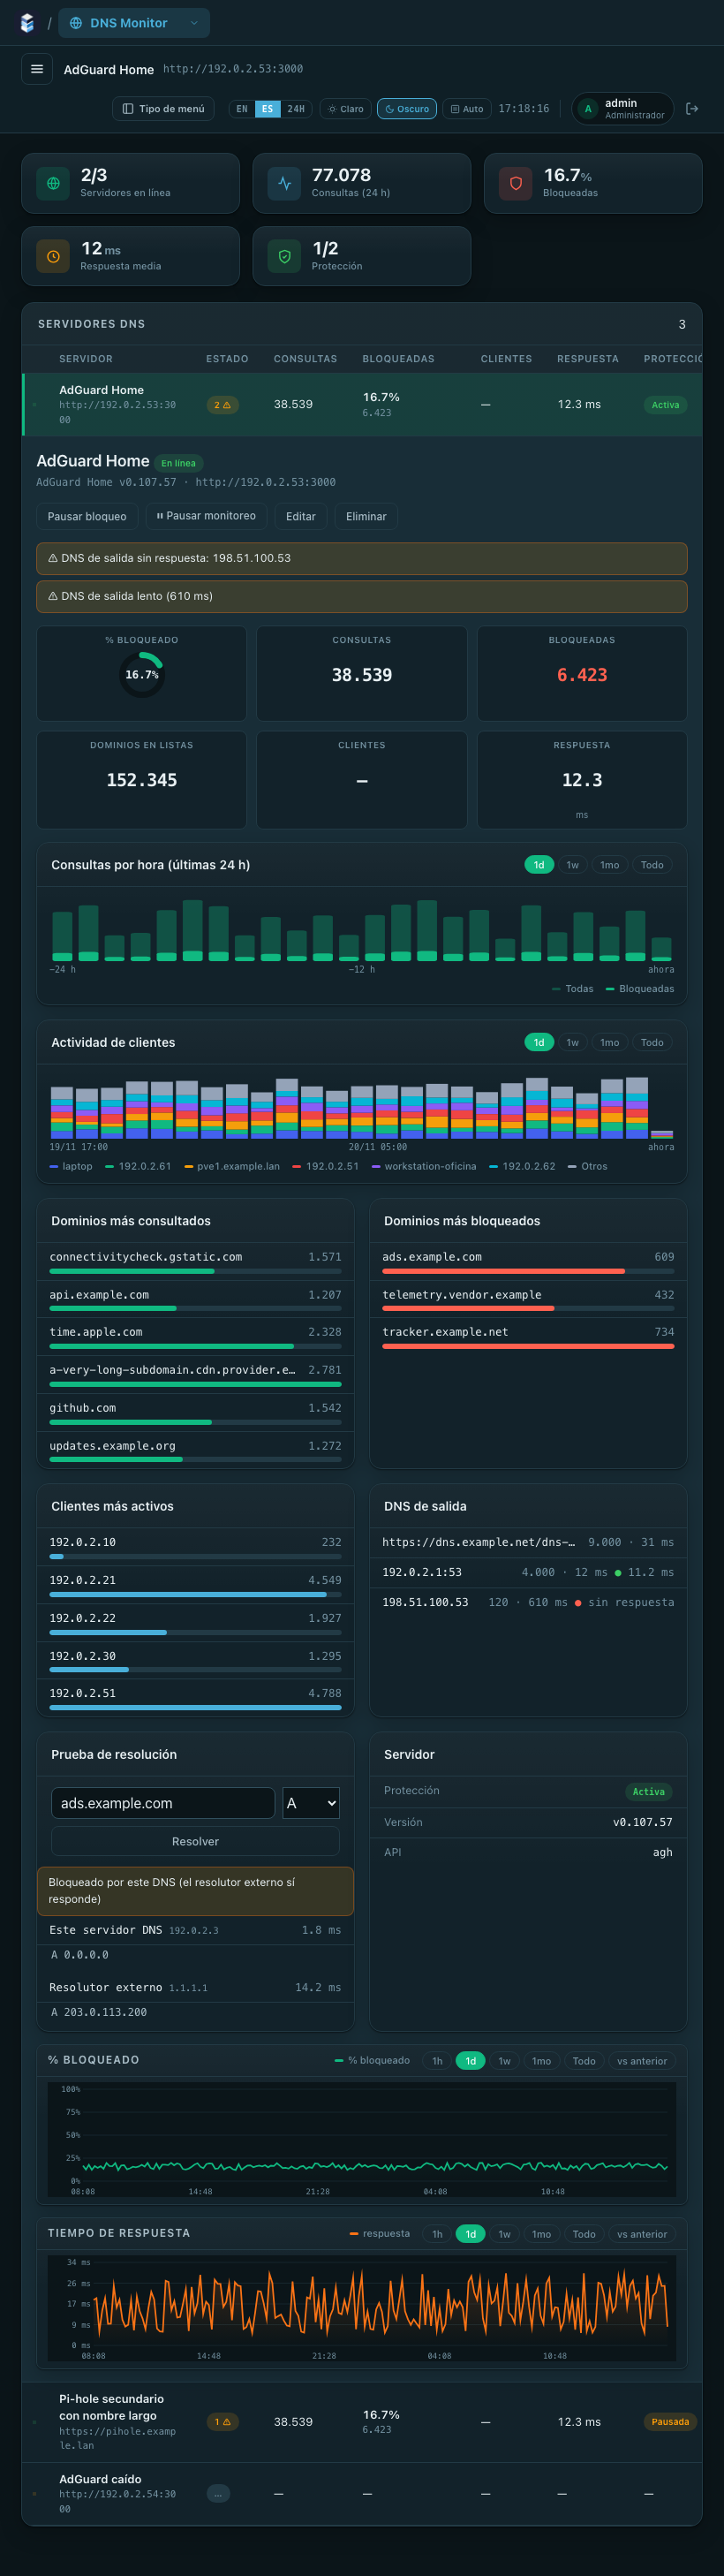 / DNS Monitor
AdGuard Home http://192.0.2.53:3000
Tipo de menú EN ES 24H Claro Oscuro Auto 17:18:16 A admin
Administrador
2/3
Servidores en línea
77.078
Consultas (24 h)
16.7%
Bloqueadas
12 ms
Respuesta media
1/2
Protección
SERVIDORES DNS 3
SERVIDOR ESTADO CONSULTAS BLOQUEADAS CLIENTES RESPUESTA PROTECCIÓ
AdGuard Home
http://192.0.2.53:30
00
2 ⚠ 38.539 16.7%
6.423
— 12.3 ms Activa
AdGuard Home En línea
AdGuard Home v0.107.57 · http://192.0.2.53:3000
Pausar bloqueo Pausar monitoreo Editar Eliminar
⚠ DNS de salida sin respuesta: 198.51.100.53
⚠ DNS de salida lento (610 ms)
% BLOQUEADO
16.7%
CONSULTAS
38.539
BLOQUEADAS
6.423
DOMINIOS EN LISTAS
152.345
CLIENTES
—
RESPUESTA
12.3
ms
Consultas por hora (últimas 24 h) 1d 1w 1mo Todo
−24 h −12 h ahora
Todas Bloqueadas
Actividad de clientes 1d 1w 1mo Todo
19/11 17:00 20/11 05:00 ahora
laptop 192.0.2.61 pve1.example.lan 192.0.2.51 workstation-oficina 192.0.2.62 Otros
Dominios más consultados
connectivitycheck.gstatic.com 1.571
api.example.com 1.207
time.apple.com 2.328
a-very-long-subdomain.cdn.provider.e… 2.781
github.com 1.542
updates.example.org 1.272
Dominios más bloqueados
ads.example.com 609
telemetry.vendor.example 432
tracker.example.net 734
Clientes más activos
192.0.2.10 232
192.0.2.21 4.549
192.0.2.22 1.927
192.0.2.30 1.295
192.0.2.51 4.788
DNS de salida
https://dns.example.net/dns-… 9.000 · 31 ms
192.0.2.1:53 4.000 · 12 ms ● 11.2 ms
198.51.100.53 120 · 610 ms ● sin respuesta
Prueba de resolución
ads.example.com A
Resolver
Bloqueado por este DNS (el resolutor externo sí
responde)
Este servidor DNS 192.0.2.3 1.8 ms
A 0.0.0.0
Resolutor externo 1.1.1.1 14.2 ms
A 203.0.113.200
Servidor
Protección Activa
Versión v0.107.57
API agh
% BLOQUEADO % bloqueado 1h 1d 1w 1mo Todo vs anterior
100%
75%
50%
25%
0%
08:08 14:48 21:28 04:08 10:48
TIEMPO DE RESPUESTA respuesta 1h 1d 1w 1mo Todo vs anterior
34 ms
26 ms
17 ms
9 ms
0 ms
08:08 14:48 21:28 04:08 10:48
Pi-hole secundario
con nombre largo
https://pihole.examp
le.lan
1 ⚠ 38.539 16.7%
6.423
— 12.3 ms Pausada
AdGuard caído
http://192.0.2.54:30
00
… — — — — —